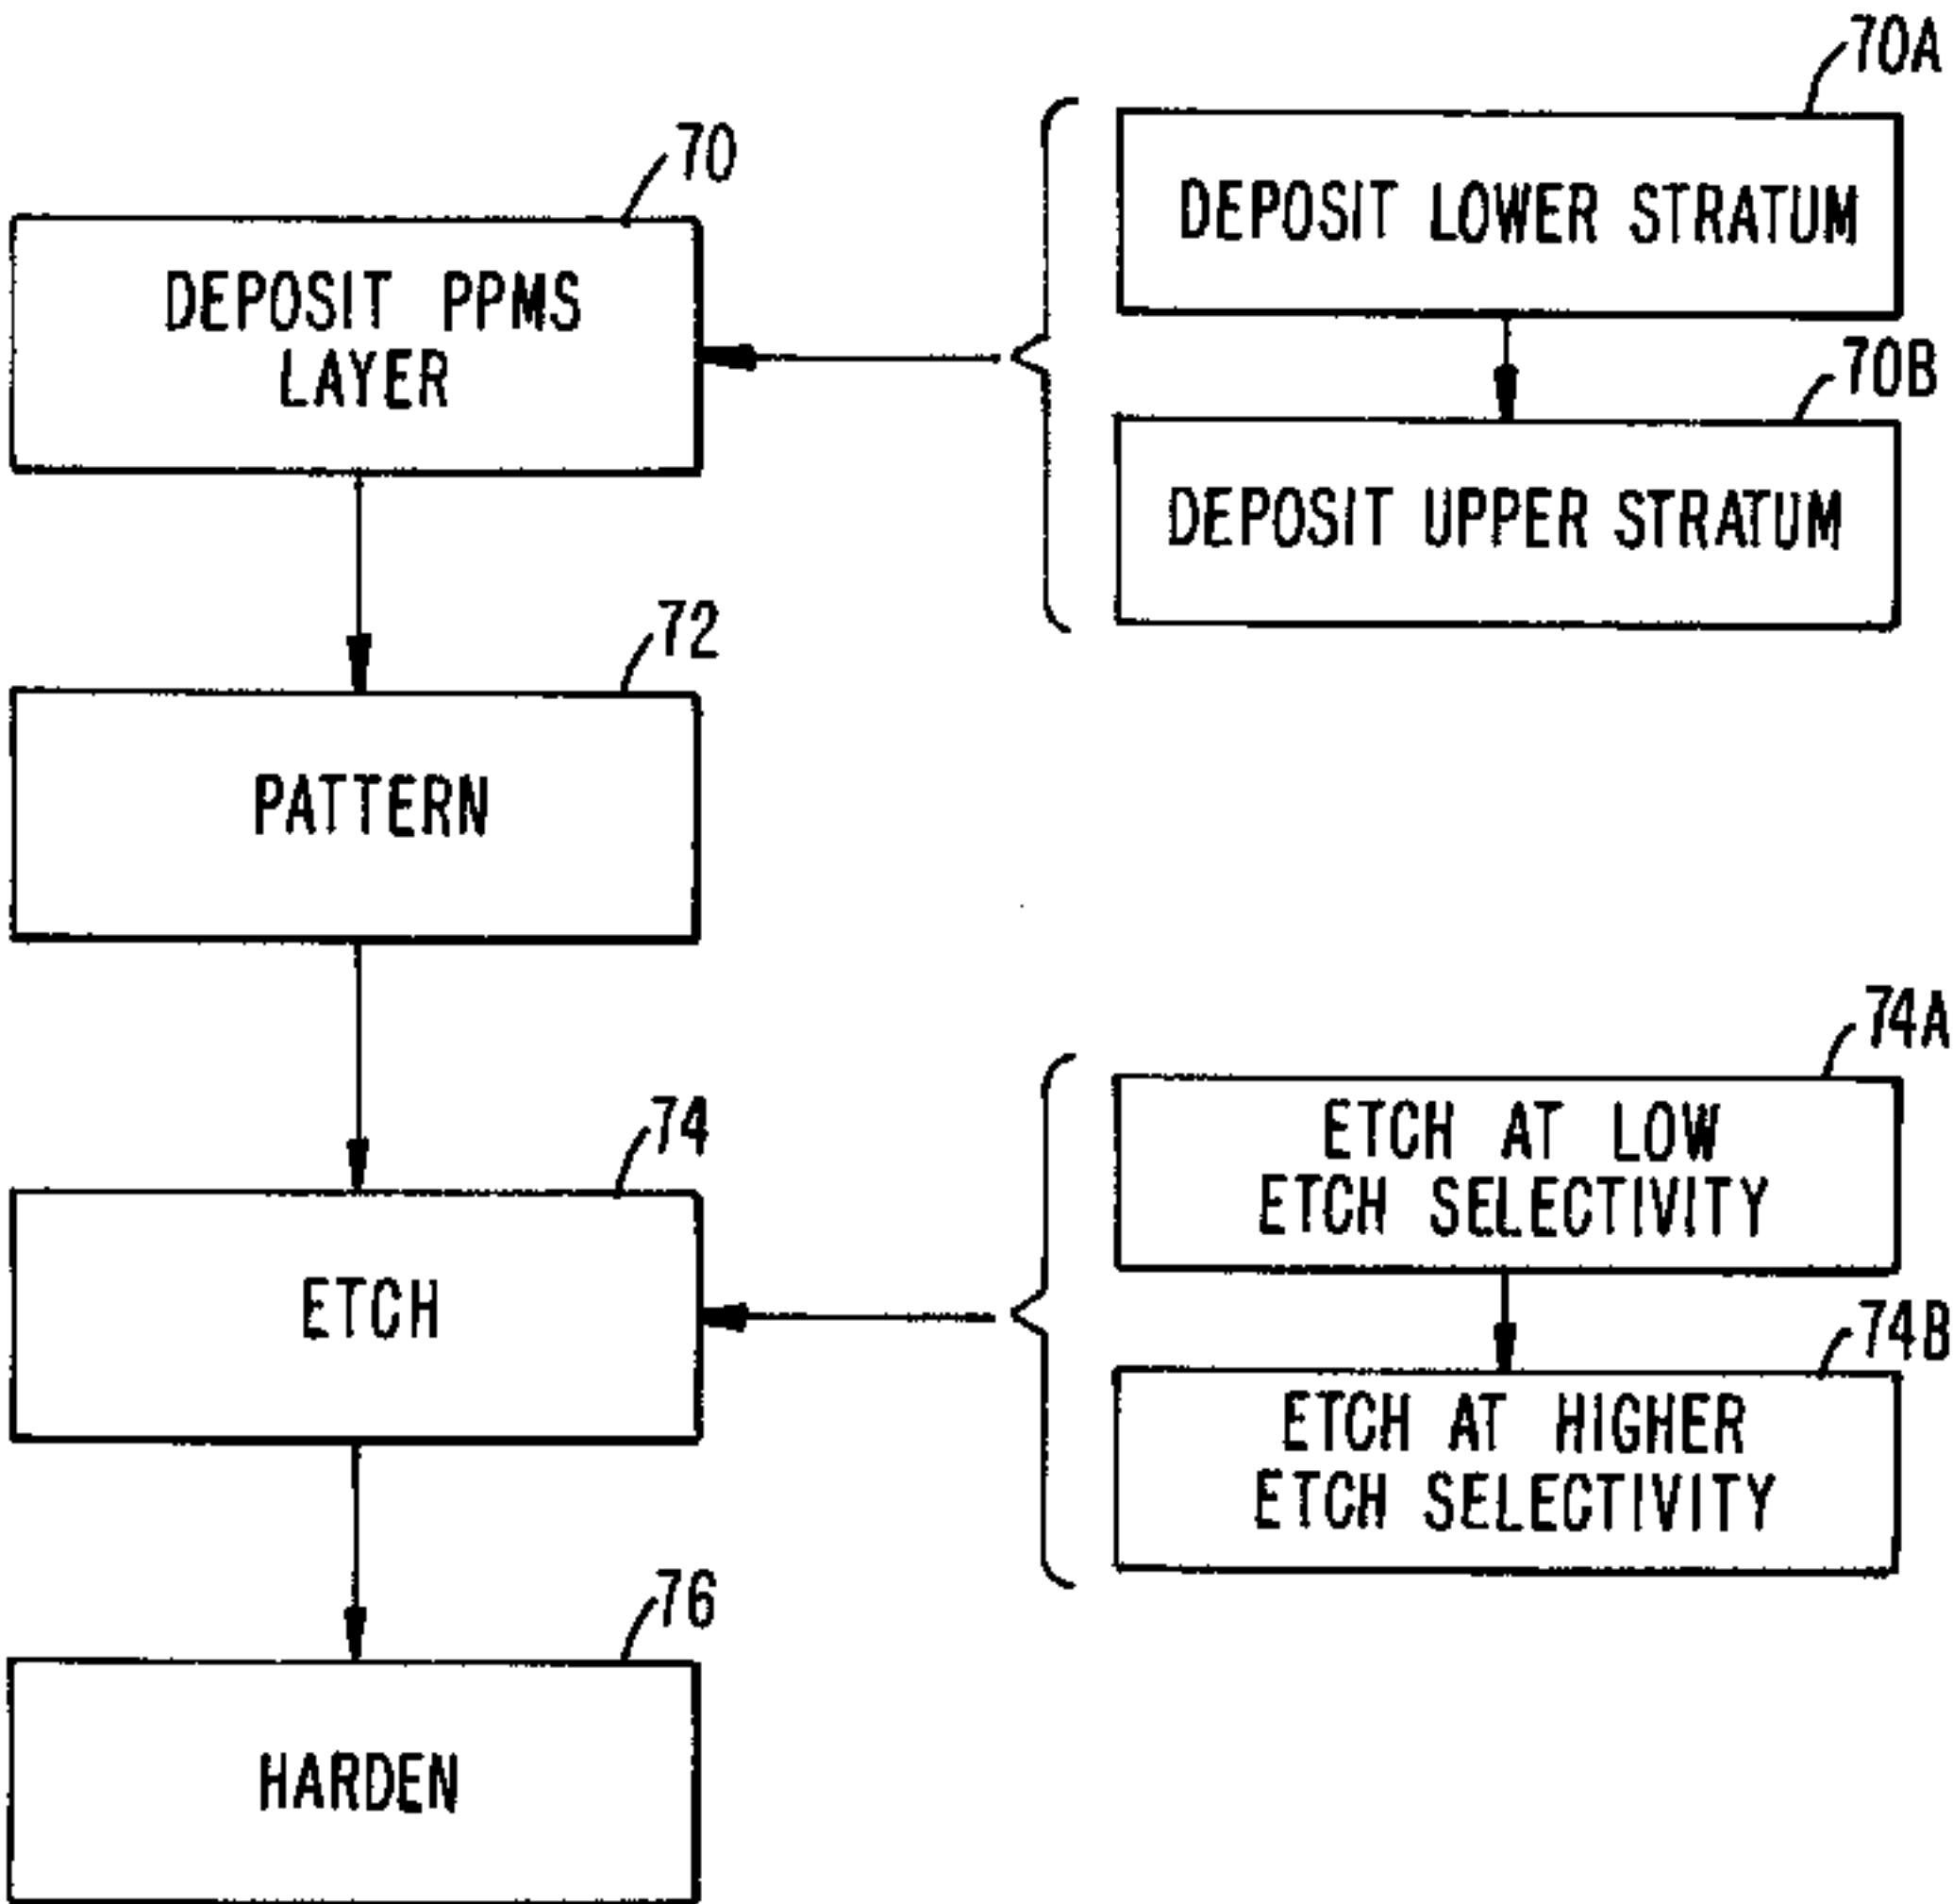 70
DEPOSIT PPMS
LAYER
70A
DEPOSIT LOWER STRATUM
70B
DEPOSIT UPPER STRATUM
72
PATTERN
74
ETCH
74A
ETCH AT LOW
ETCH SELECTIVITY
74B
ETCH AT HIGHER
ETCH SELECTIVITY
76
HARDEN